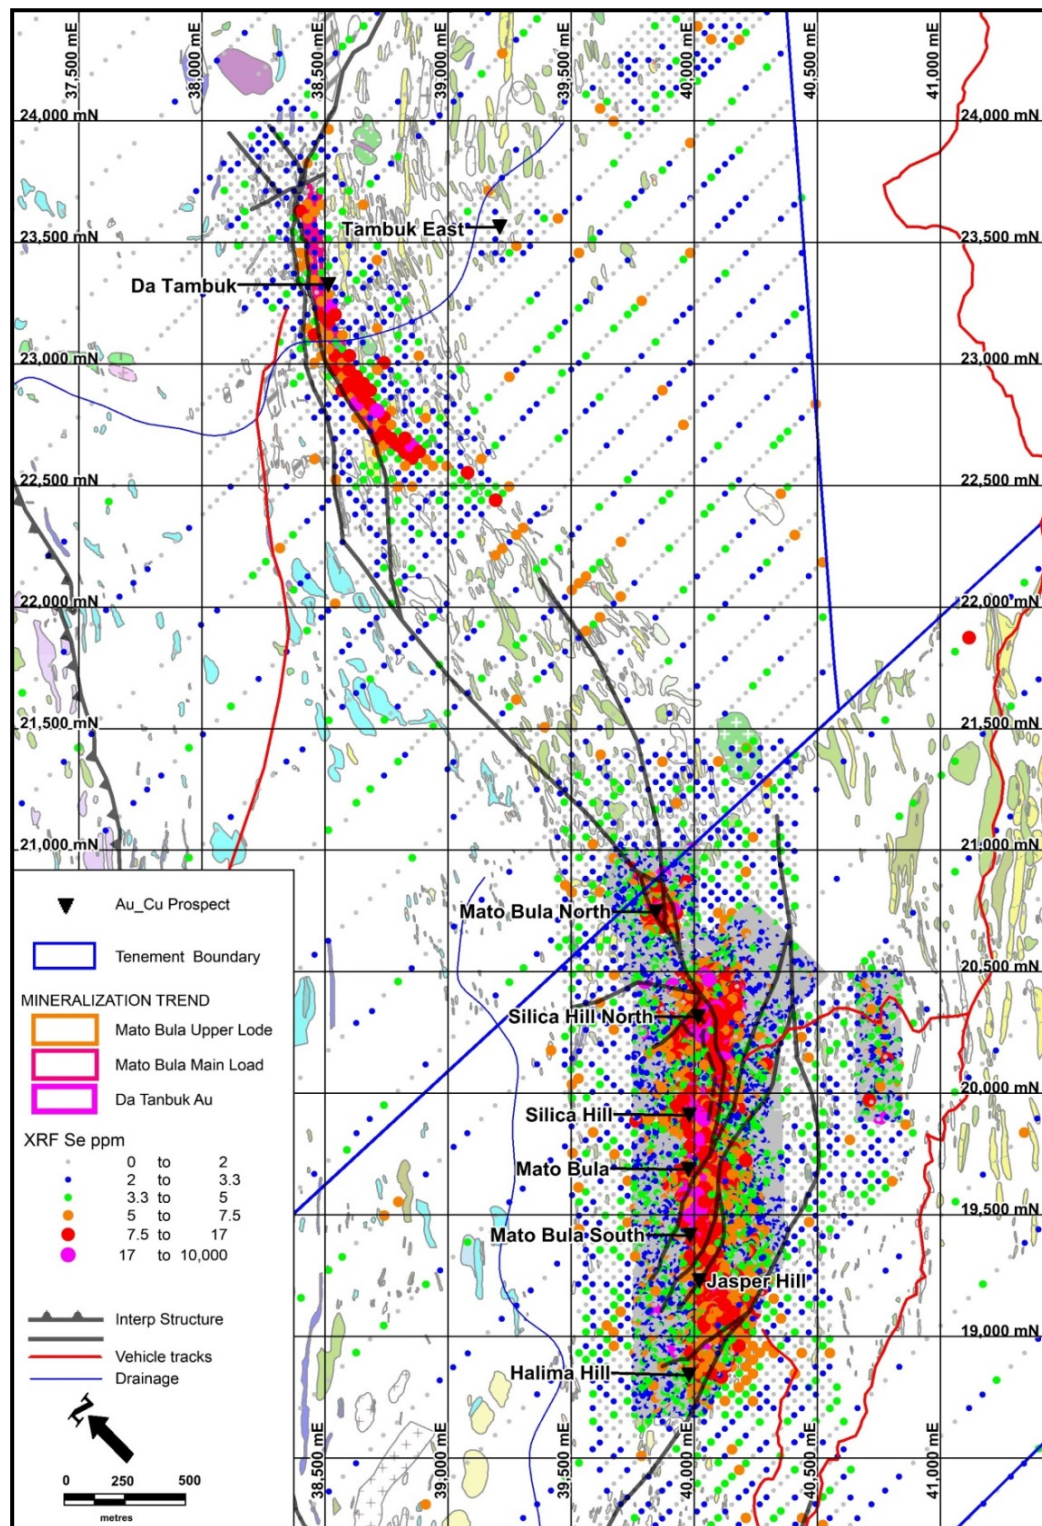 37,500 mE
38,000 mE
38,500 mE
39,000 mE
39,500 mE
40,000 mE
40,500 mE
41,000 mE
24,000 mN
24,000 mN
Tambuk East
23,500 mN
23,500 mN
Da Tambuk
23,000 mN
23,000 mN
22,500 mN
22,500 mN
22,000 mN
22,000 mN
21,500 mN
21,500 mN
21,000 mN
21,000 mN
Au_Cu Prospect
Mato Bula North
Tenement Boundary
20,500 mN
MINERALIZATION TREND
Silica Hill North
Mato Bula Upper Lode
Mato Bula Main Load
20,000 mN
Da Tanbuk Au
Silica Hill
XRF Se ppm
0 to 2
Mato Bula
2 to 3.3
3.3 to 5
5 to 7.5
19,500 mN
7.5 to 17
Mato Bula South
17 to 10,000
Jasper Hill
Interp Structure
19,000 mN
Vehicle tracks
Drainage
Halima Hill
N
0 250 500
metres
38,500 mE
39,000 mE
39,500 mE
40,000 mE
40,500 mE
41,000 mE